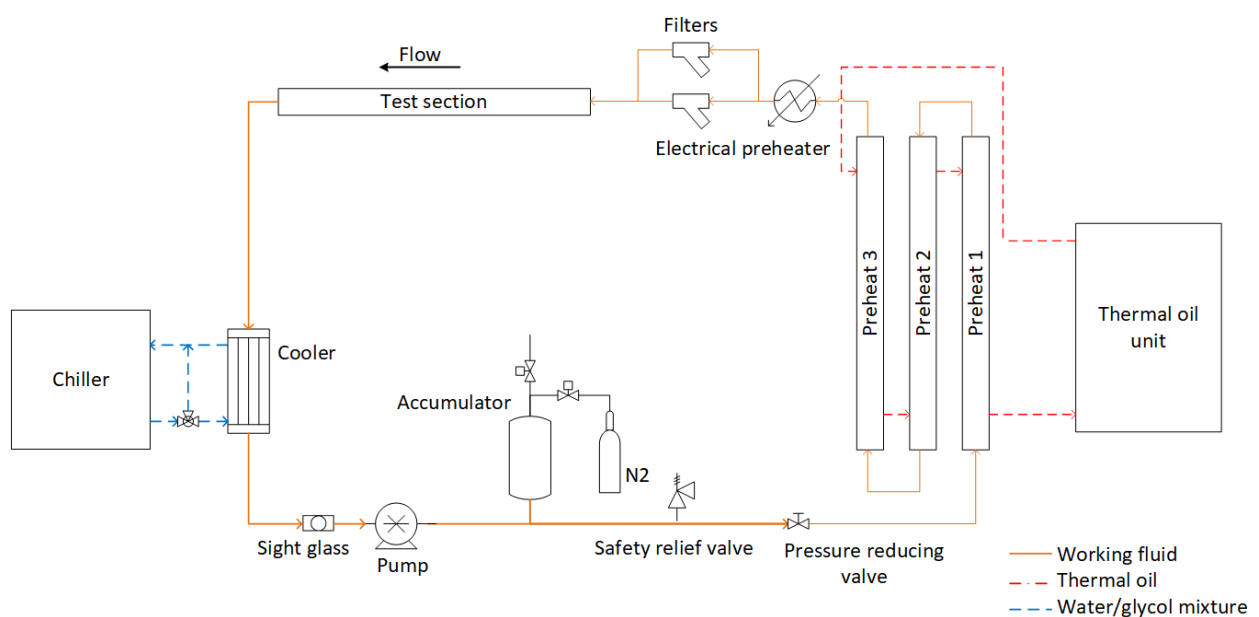 Filters
Flow
Test section
Electrical preheater
Preheat 3
Preheat 2
Preheat 1
Thermal oil
unit
Chiller
Cooler
Accumulator
N2
Sight glass
Pump
Safety relief valve
Pressure reducing
valve
Working fluid
Thermal oil
Water/glycol mixture